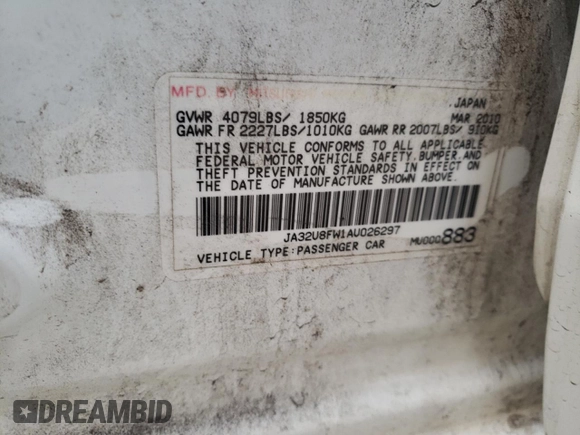 MFD. BY
JAPAN
GVWR 4079LBS/ 1850KG MAR 2010
GAWR FR 2227LBS/1010KG GAWR RR 2007LBS/ 910KG
THIS VEHICLE CONFORMS TO ALL APPLICABLE
FEDERAL MOTOR VEHICLE SAFETY, BUMPER, AND
THEFT PREVENTION STANDARDS IN EFFECT ON
THE DATE OF MANUFACTURE SHOWN ABOVE.
JA32U8FW1AU026297
VEHICLE TYPE: PASSENGER CAR MU000883
DREAMBID